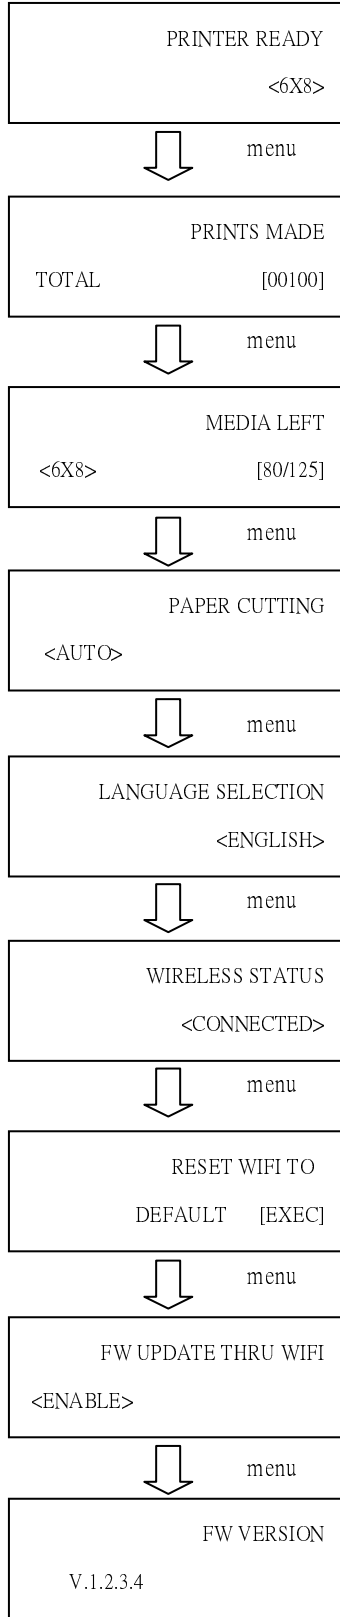 PRINTER READY
<6X8>
menu
PRINTS MADE
TOTAL [00100]
menu
MEDIA LEFT
<6X8> [80/125]
menu
PAPER CUTTING
<AUTO>
menu
LANGUAGE SELECTION
<ENGLISH>
menu
WIRELESS STATUS
<CONNECTED>
menu
RESET WIFI TO
DEFAULT [EXEC]
menu
FW UPDATE THRU WIFI
<ENABLE>
menu
FW VERSION
V.1.2.3.4